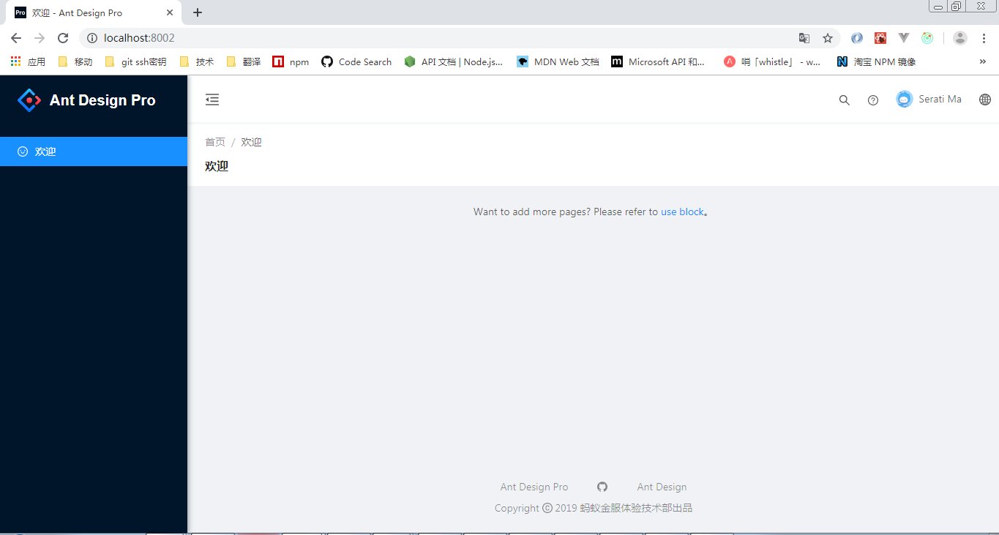 Pro 欢迎 - Ant Design Pro
localhost:8002
应用 移动 git ssh密钥 技术 翻译 npm Code Search API 文档 | Node.js... MDN Web 文档 Microsoft API 和... 哨「whistle」 - w... 淘宝 NPM 镜像 »
Ant Design Pro
Serati Ma
欢迎
首页 / 欢迎
欢迎
Want to add more pages? Please refer to use block。
Ant Design Pro Ant Design
Copyright © 2019 蚂蚁金服体验技术部出品